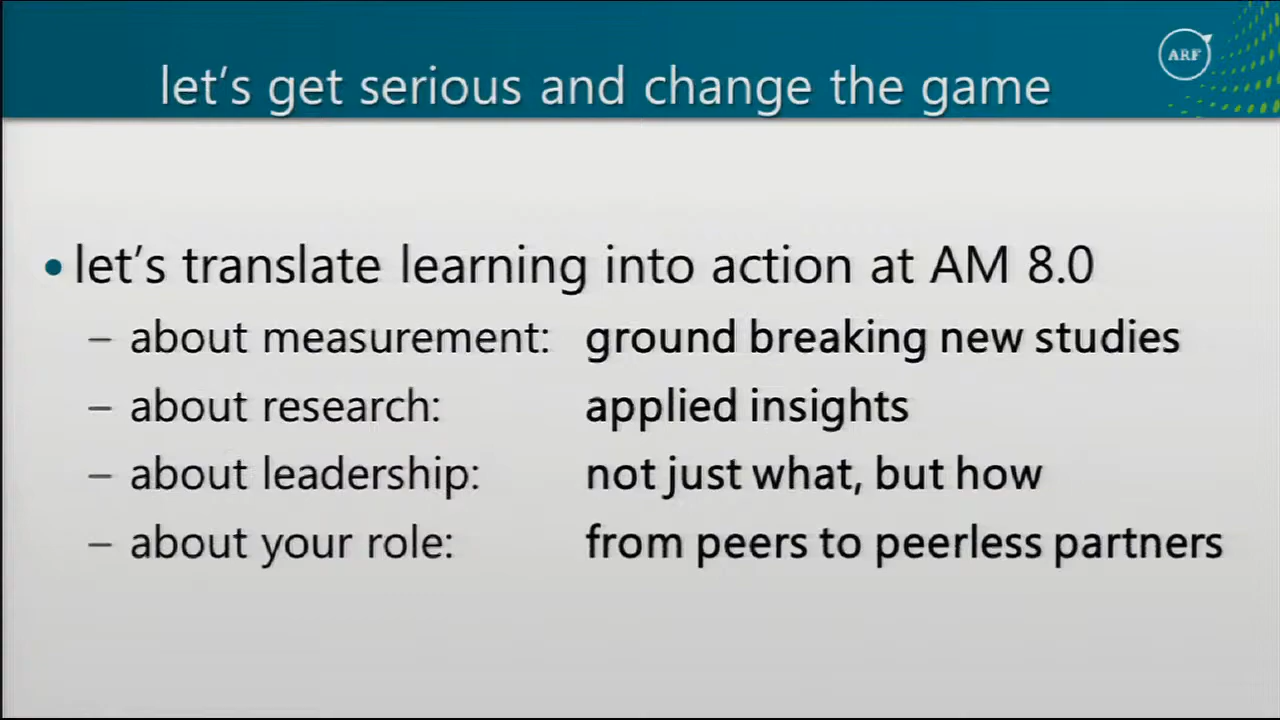 ARF
let's get serious and change the game
• let's translate learning into action at AM 8.0
– about measurement: ground breaking new studies
– about research: applied insights
– about leadership: not just what, but how
– about your role: from peers to peerless partners